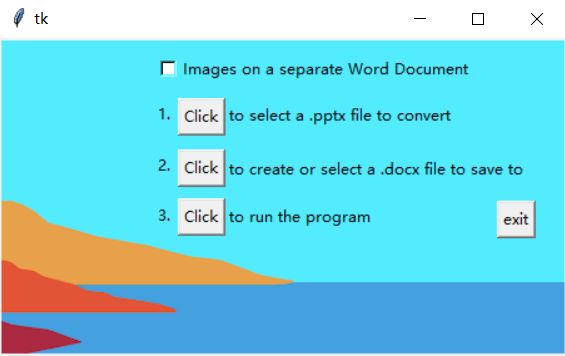 tk
Images on a separate Word Document
1. Click to select a .pptx file to convert
2. Click to create or select a .docx file to save to
3. Click to run the program
exit